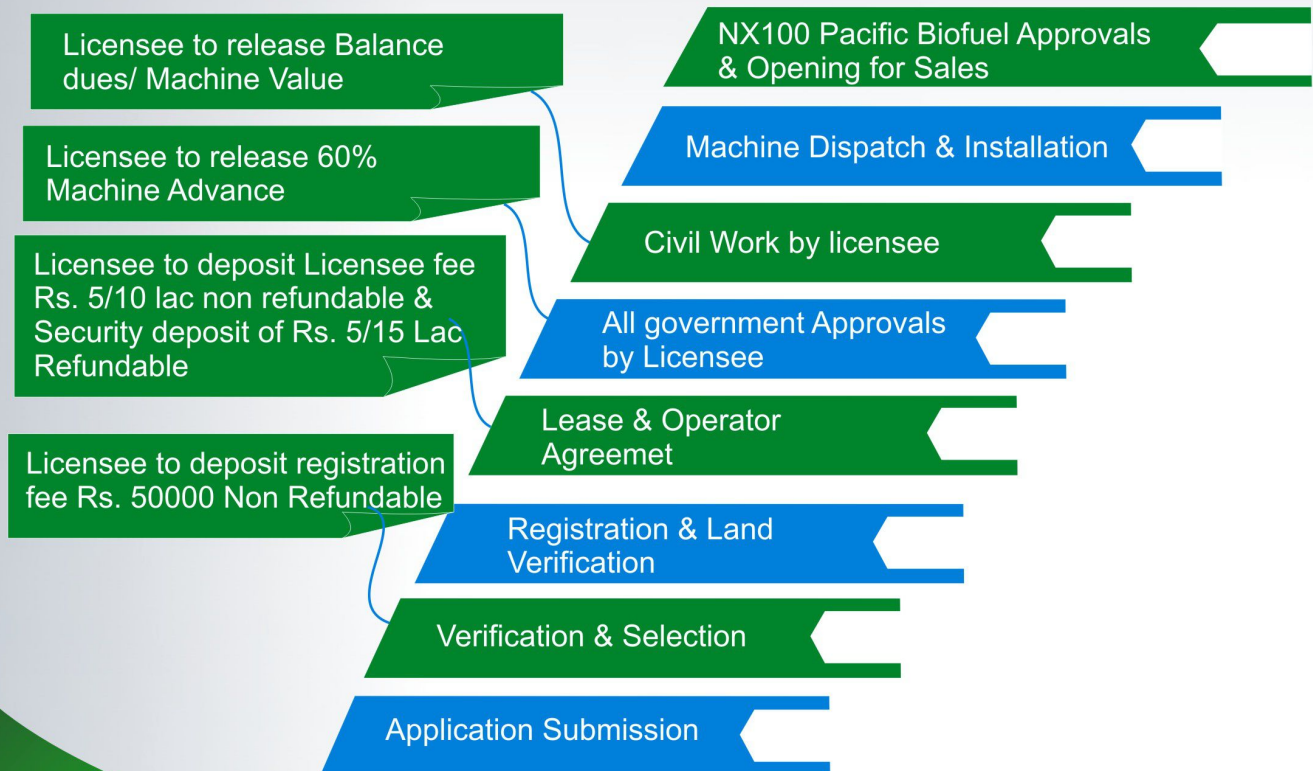 Licensee to release Balance
dues/ Machine Value
NX100 Pacific Biofuel Approvals
& Opening for Sales
Licensee to release 60%
Machine Advance
Machine Dispatch & Installation
Licensee to deposit Licensee fee
Rs. 5/10 lac non refundable &
Security deposit of Rs. 5/15 Lac
Refundable
Civil Work by licensee
All government Approvals
by Licensee
Lease & Operator
Agreemet
Licensee to deposit registration
fee Rs. 50000 Non Refundable
Registration & Land
Verification
Verification & Selection
Application Submission